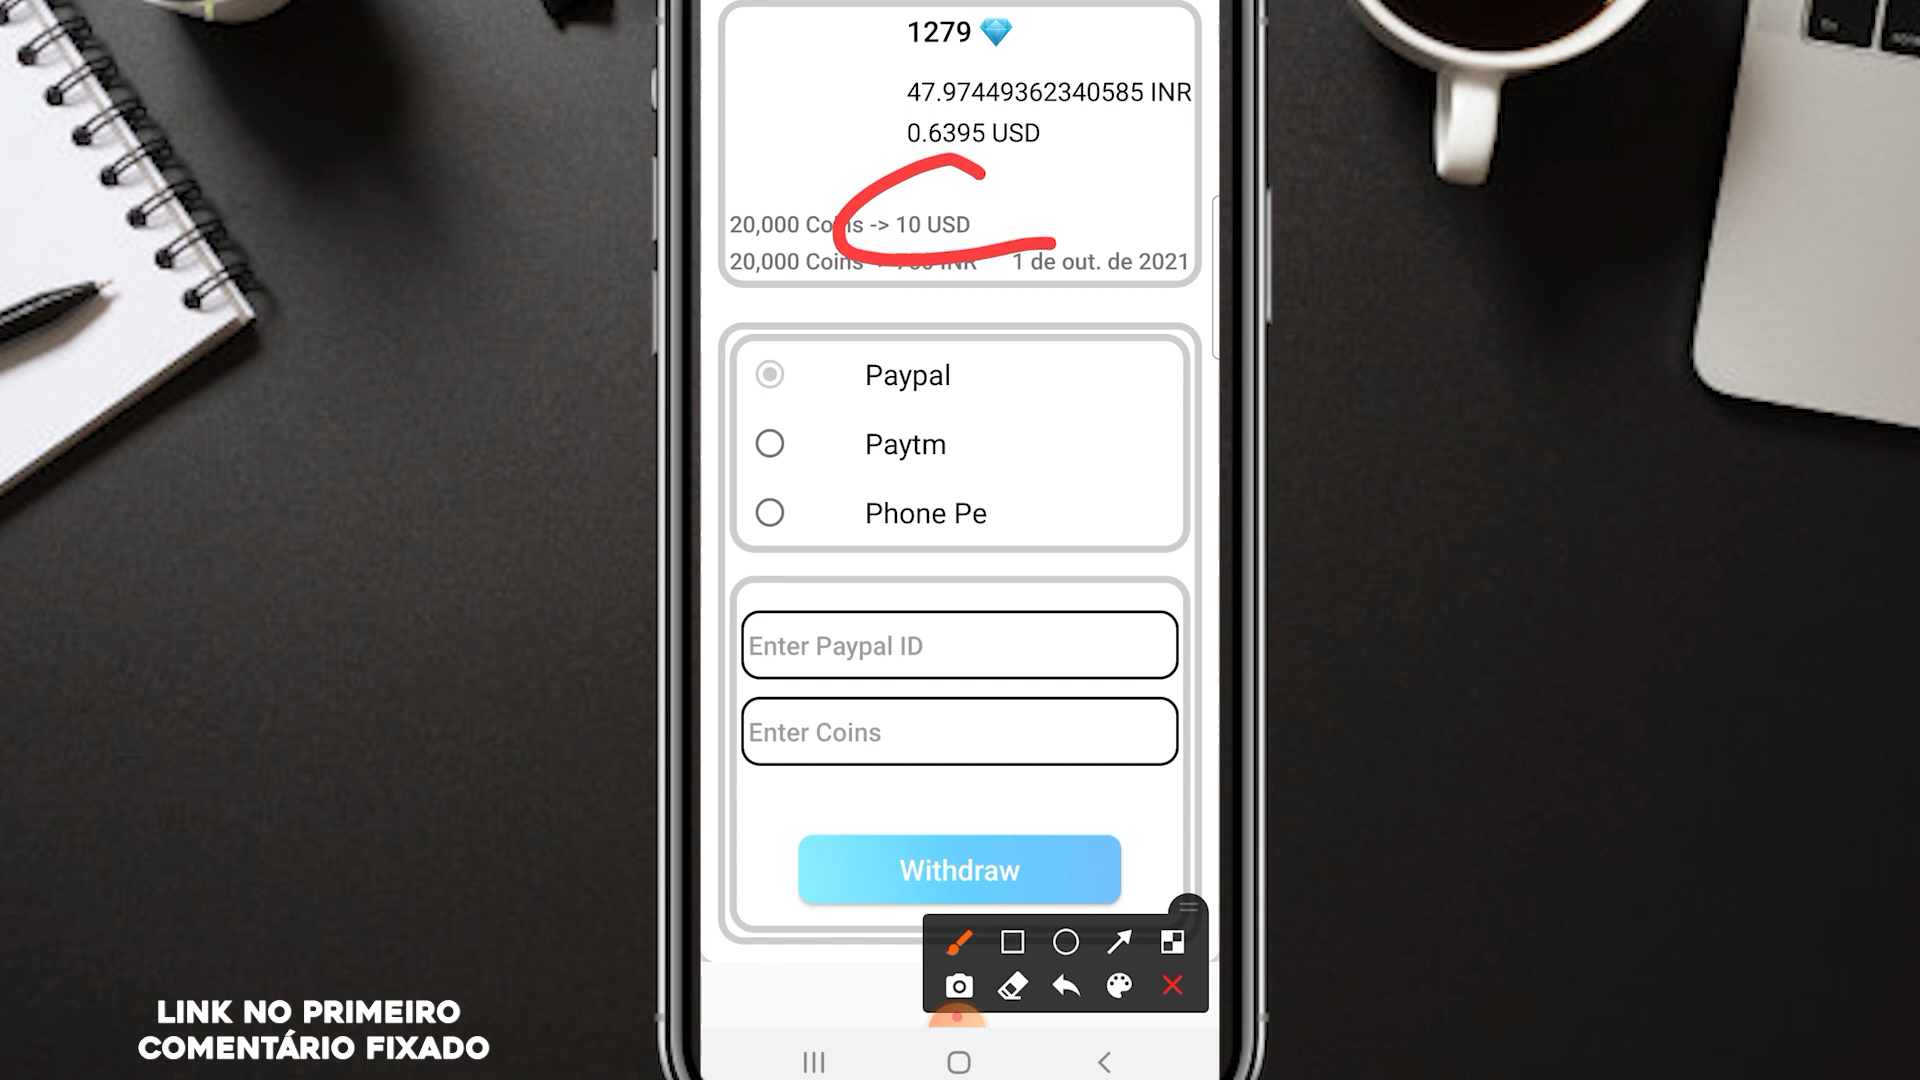 1279
47.97449362340585 INR
0.6395 USD
20,000 Coins -> 10 USD
20,000 Coins INR 1 de out. de 2021
Paypal
Paytm
Phone Pe
Enter Paypal ID
Enter Coins
Withdraw
LINK NO PRIMEIRO
COMENTÁRIO FIXADO